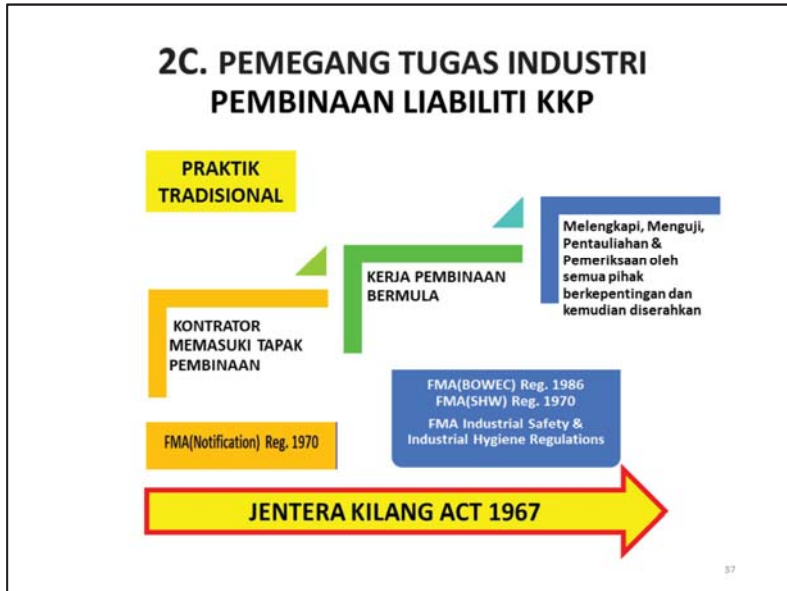 2C. PEMEGANG TUGAS INDUSTRI
PEMBINAAN LIABILITI KKP
PRAKTIK
TRADISIONAL
KONTRATOR
MEMASUKI TAPAK
PEMBINAAN
KERJA PEMBINAAN
BERMULA
Melengkapi, Menguji,
Pentauliahan &
Pemeriksaan oleh
semua pihak
berkepentingan dan
kemudian diserahkan
FMA(Notification) Reg. 1970
FMA(BOWEC) Reg. 1986
FMA(SHW) Reg. 1970
FMA Industrial Safety &
Industrial Hygiene Regulations
JENTERA KILANG ACT 1967
37